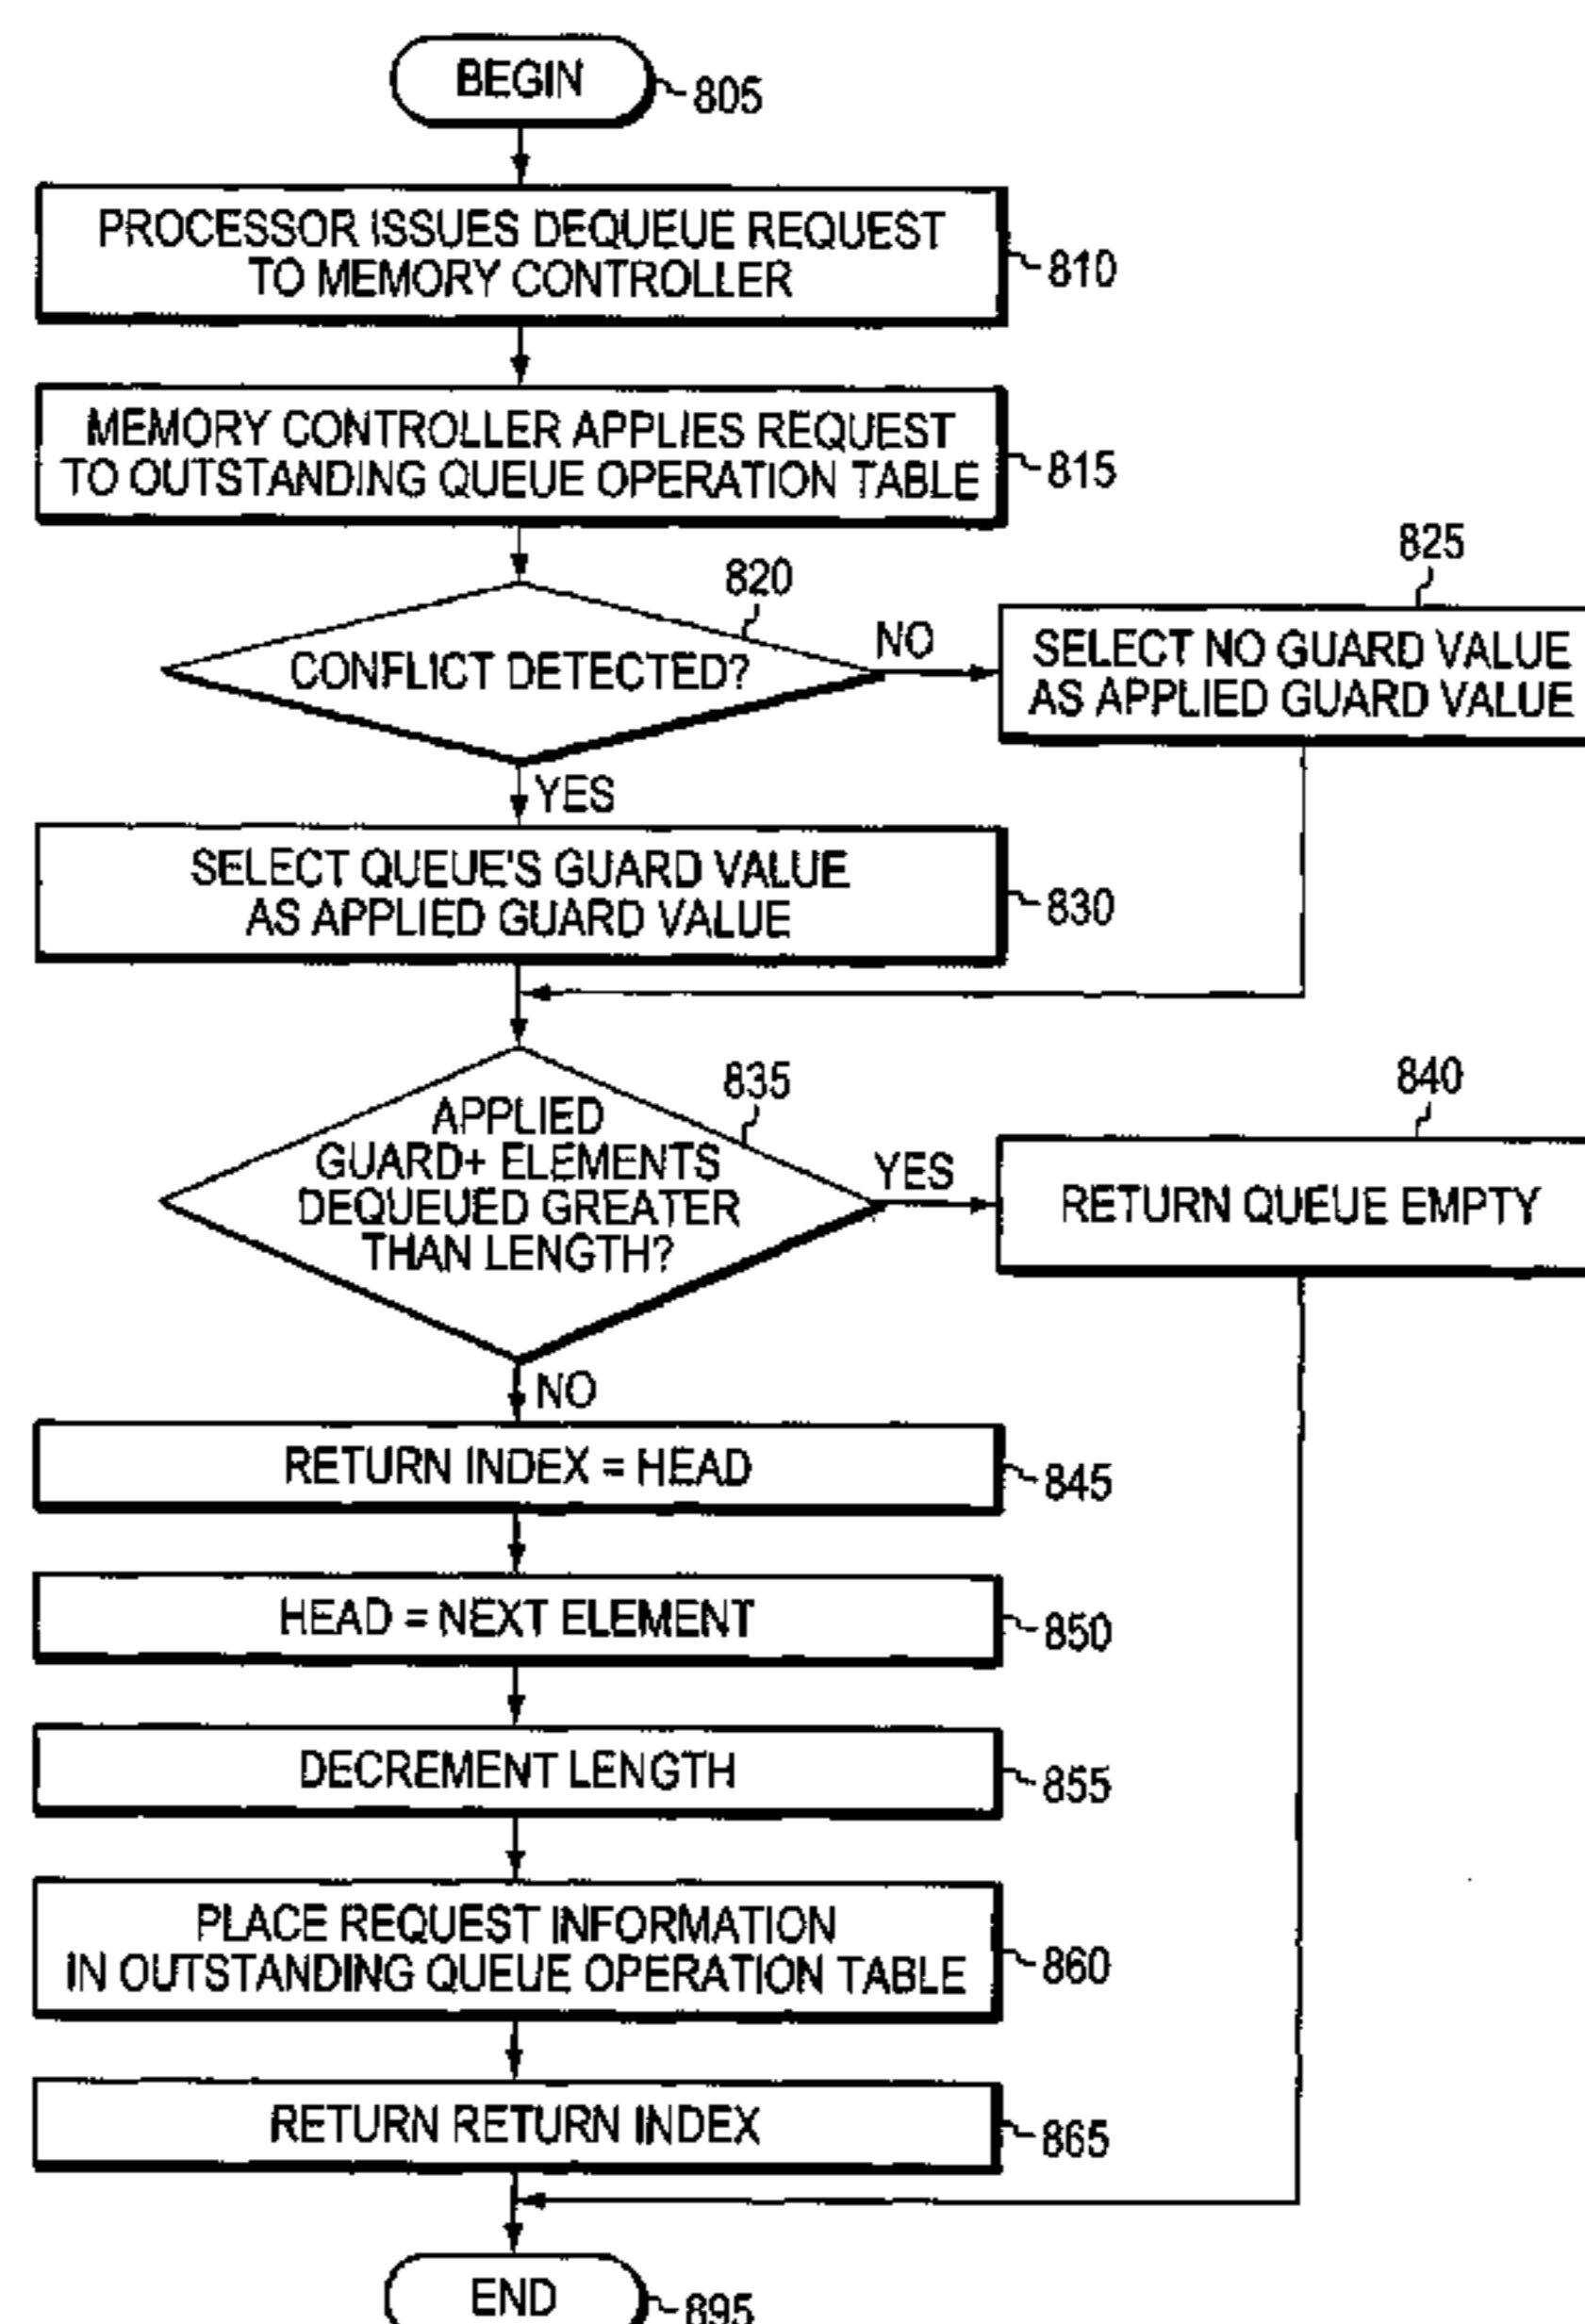 BEGIN
805
PROCESSOR ISSUES DEQUEUE REQUEST
TO MEMORY CONTROLLER
810
MEMORY CONTROLLER APPLIES REQUEST
TO OUTSTANDING QUEUE OPERATION TABLE
815
820
CONFLICT DETECTED?
NO
825
SELECT NO GUARD VALUE
AS APPLIED GUARD VALUE
YES
SELECT QUEUE'S GUARD VALUE
AS APPLIED GUARD VALUE
830
835
APPLIED
GUARD+ ELEMENTS
DEQUEUED GREATER
THAN LENGTH?
YES
840
RETURN QUEUE EMPTY
NO
RETURN INDEX = HEAD
845
HEAD = NEXT ELEMENT
850
DECREMENT LENGTH
855
PLACE REQUEST INFORMATION
IN OUTSTANDING QUEUE OPERATION TABLE
860
RETURN RETURN INDEX
865
END
895